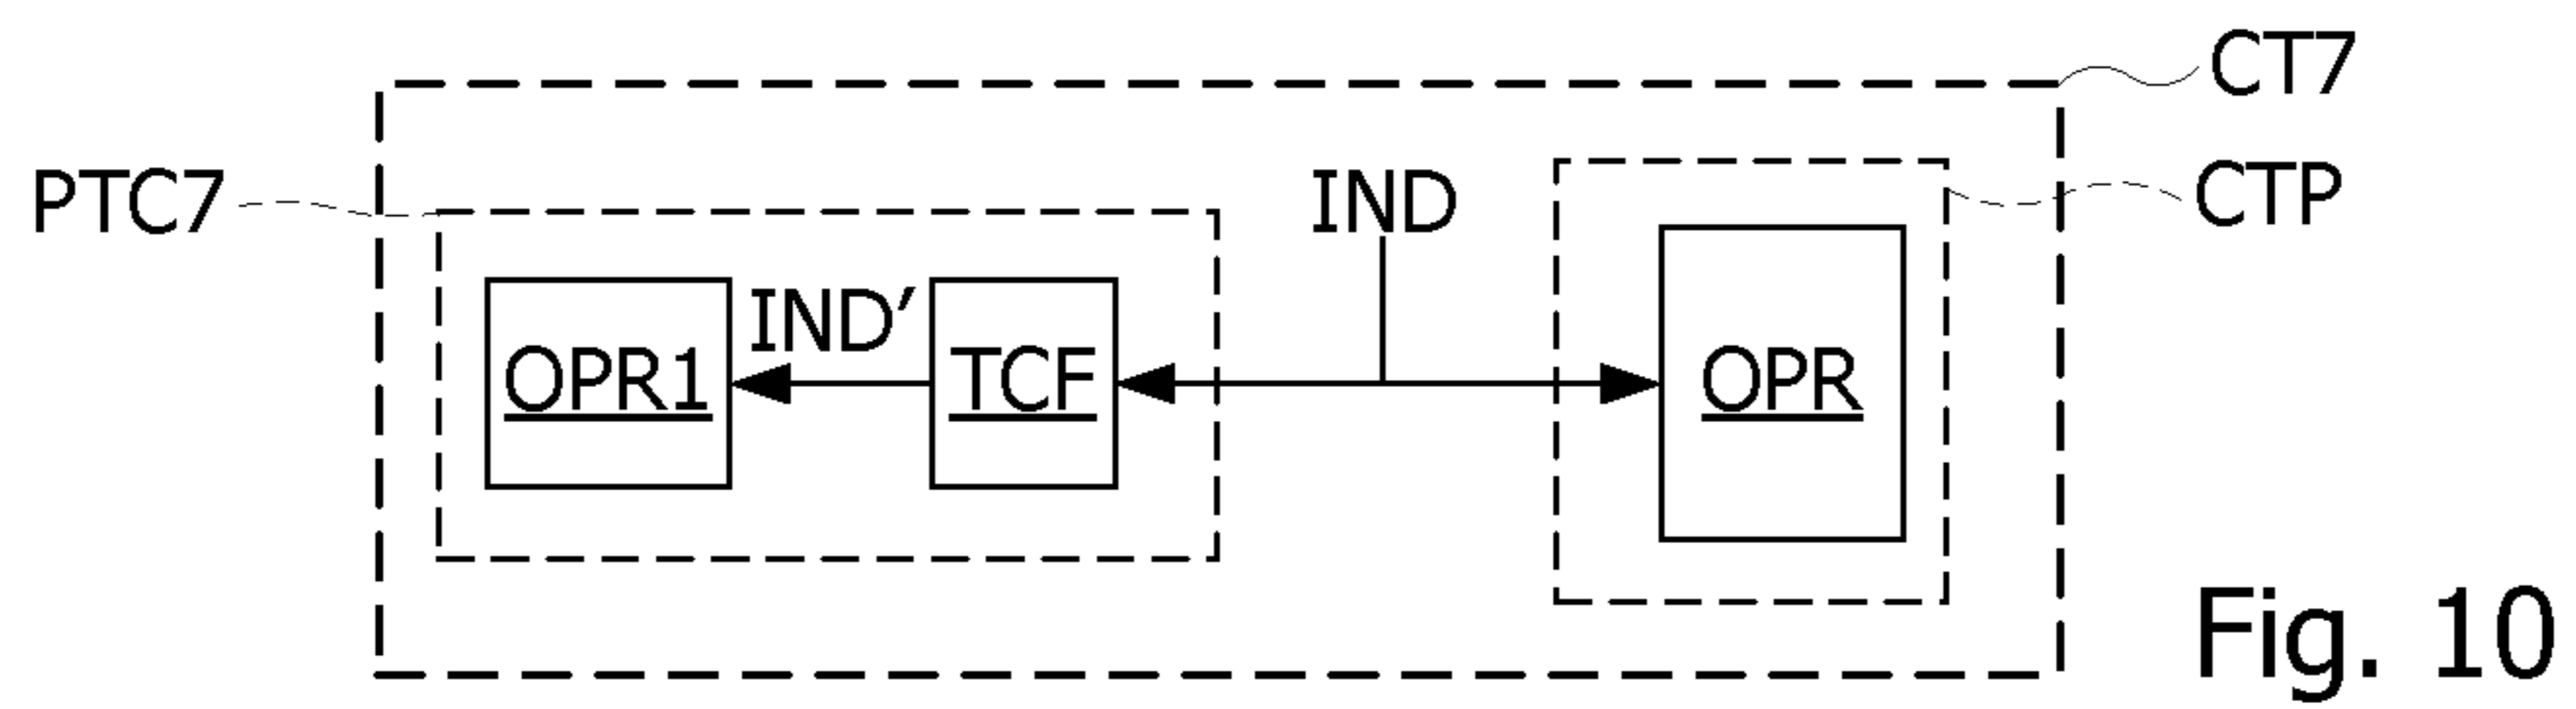 CT7
PTC7
IND
CTP
OPR1
IND′
TCF
OPR
Fig. 10